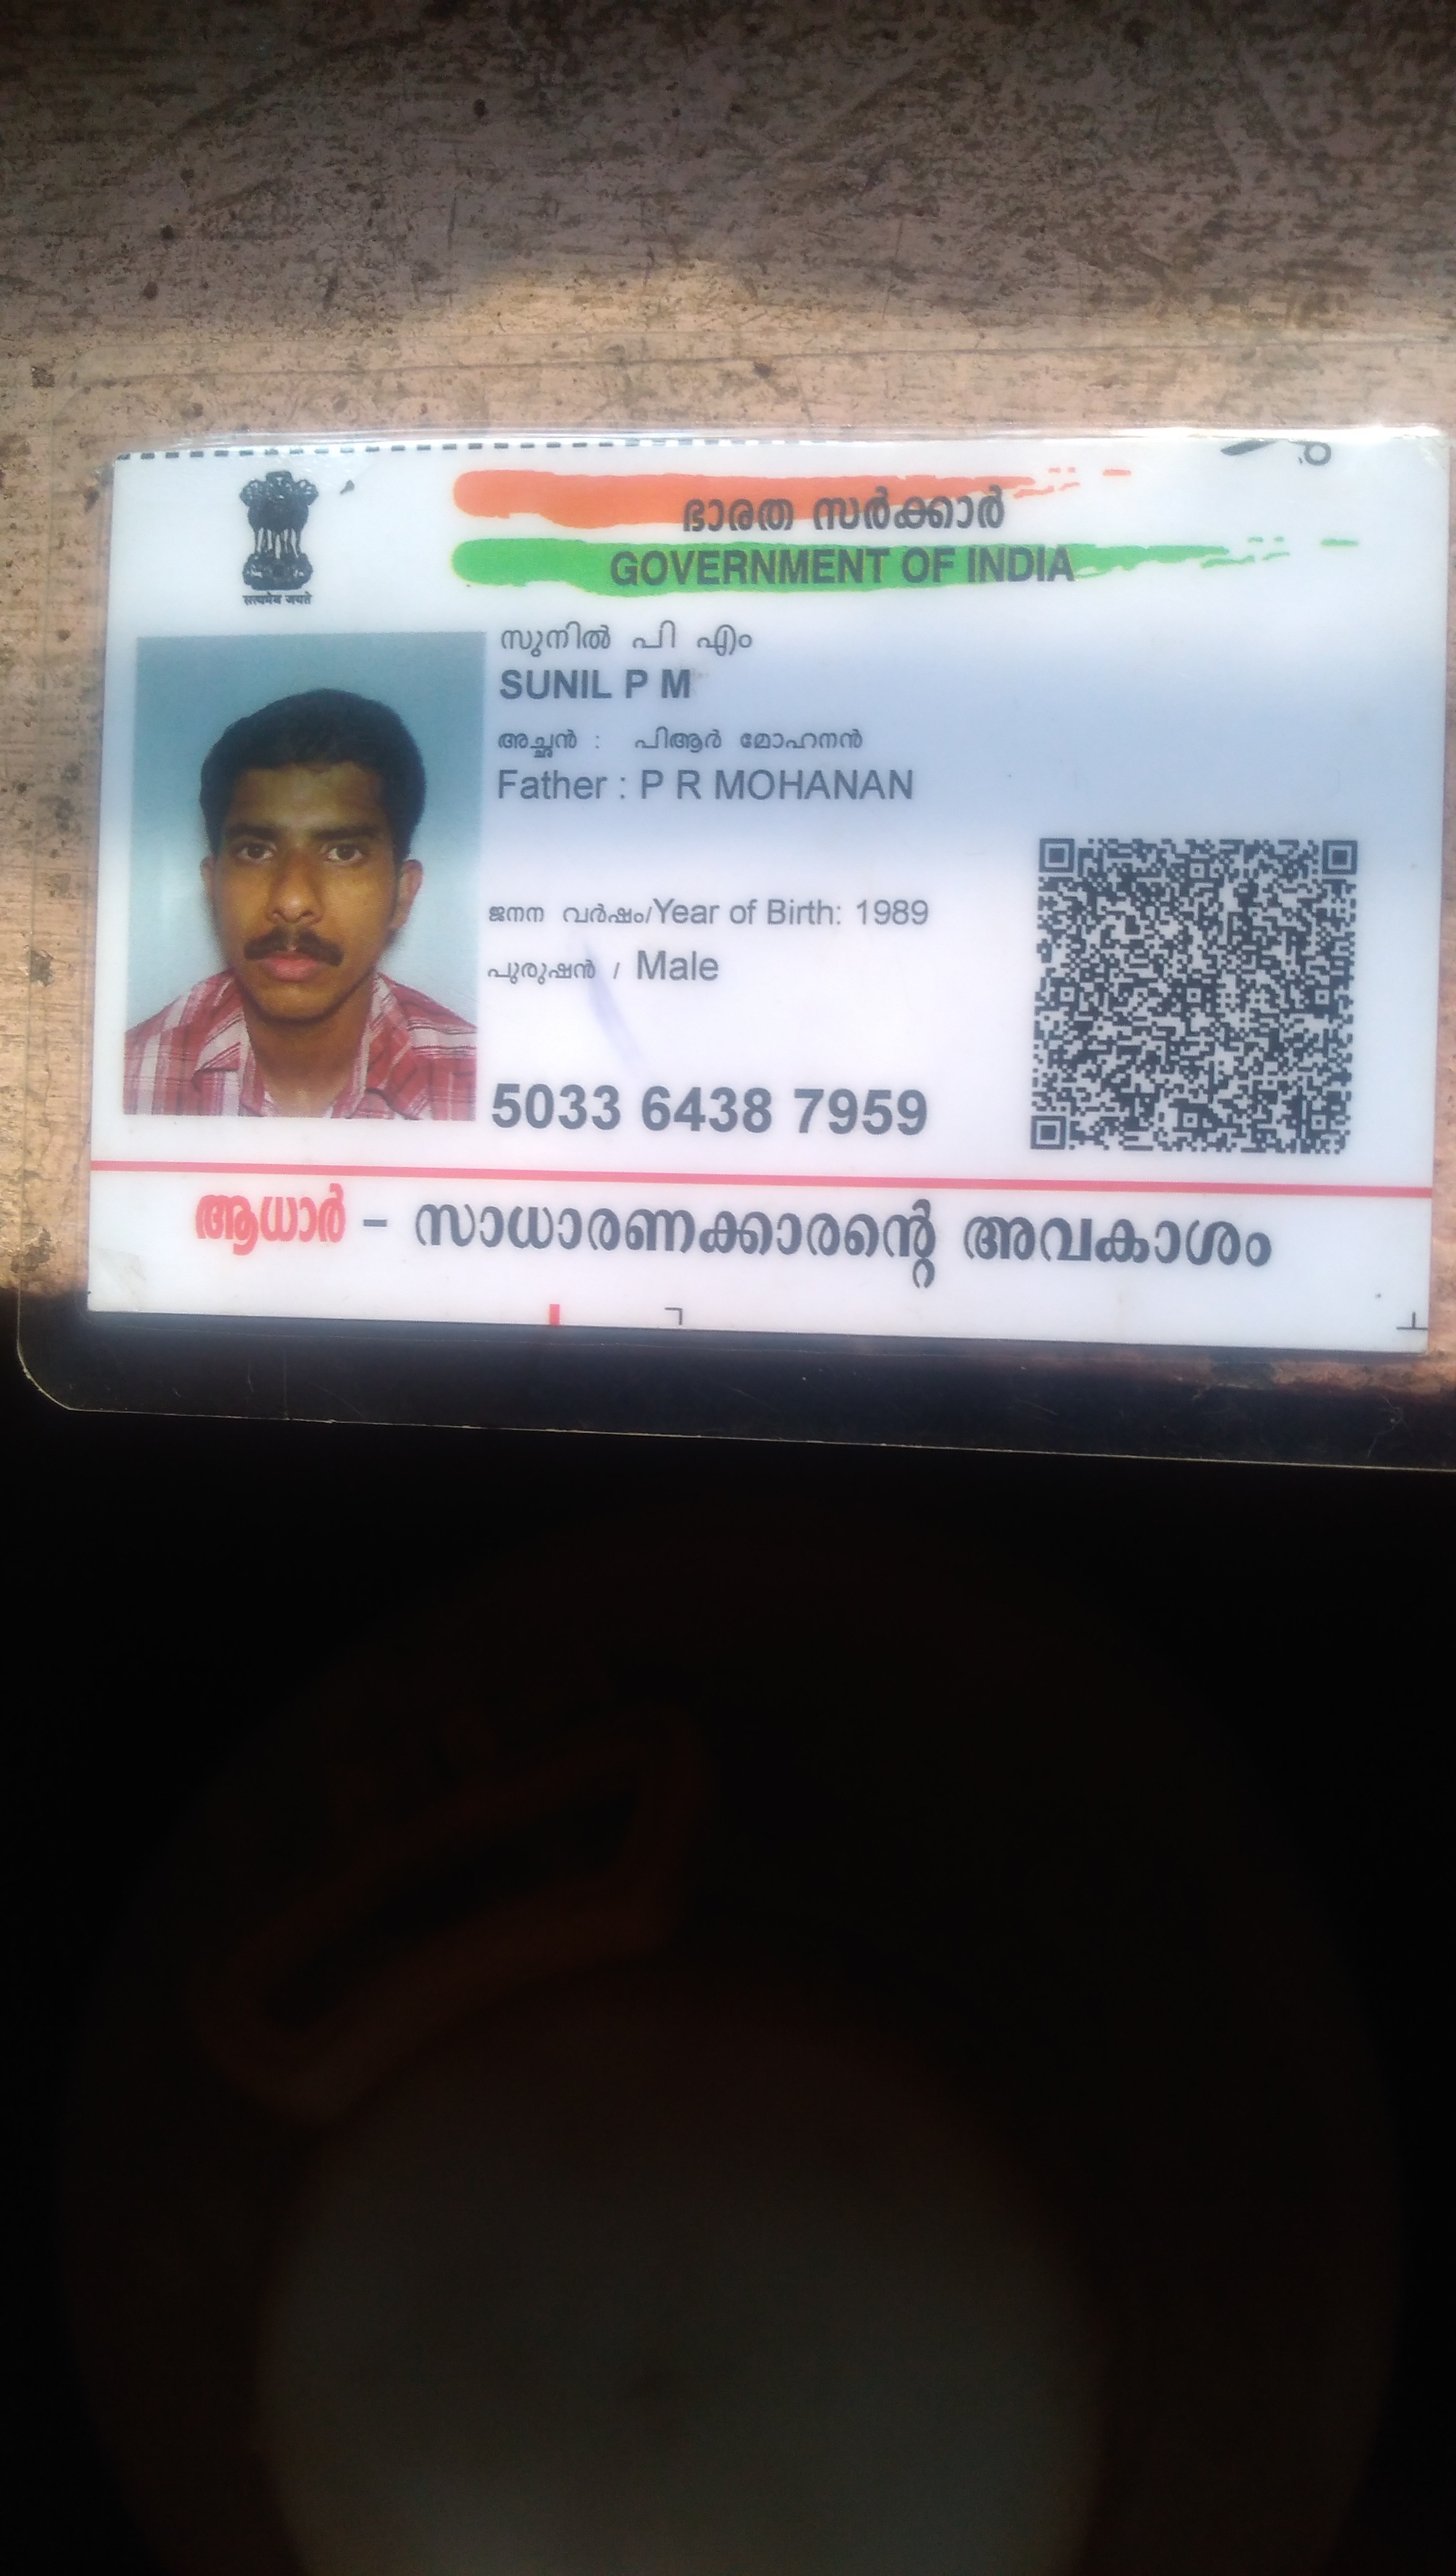 ഭാരത സർക്കാർ
GOVERNMENT OF INDIA
सत्यमेव जयते
സുനിൽ പി എം
SUNIL P M
അച്ഛൻ : പിആർ മോഹനൻ
Father : P R MOHANAN
ജനന വർഷം/Year of Birth: 1989
പുരുഷൻ / Male
5033 6438 7959
ആധാർ - സാധാരണക്കാരന്റെ അവകാശം